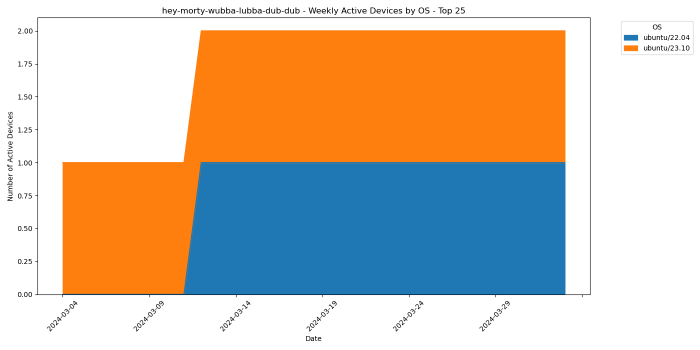 hey-morty-wubba-lubba-dub-dub - Weekly Active Devices by OS - Top 25
OS
ubuntu/22.04
ubuntu/23.10
Number of Active Devices
2.00
1.75
1.50
1.25
1.00
0.75
0.50
0.25
0.00
2024-03-04
2024-03-09
2024-03-14
2024-03-19
2024-03-24
2024-03-29
Date